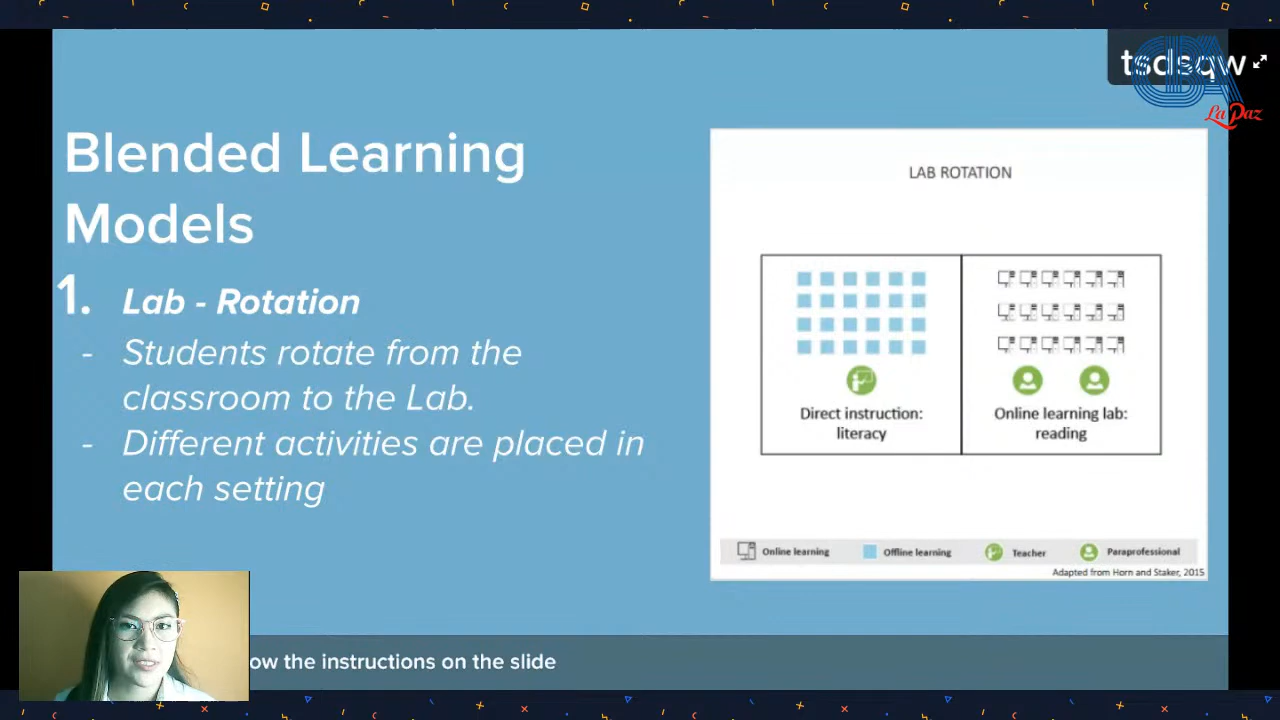 tsdsqw
CBA
La Paz
Blended Learning
Models
1. Lab - Rotation
- Students rotate from the
classroom to the Lab.
- Different activities are placed in
each setting
LAB ROTATION
Direct instruction:
literacy
Online learning lab:
reading
Online learning
Offline learning
Teacher
Paraprofessional
Adapted from Horn and Staker, 2015
ow the instructions on the slide